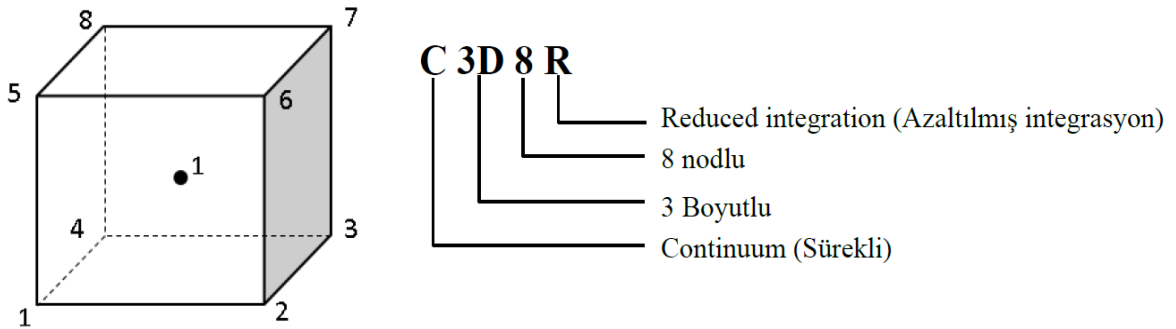 8
7
5
6
1
4
3
1
2
C 3D 8 R
Reduced integration (Azaltılmış integrasyon)
8 nodlu
3 Boyutlu
Continuum (Sürekli)